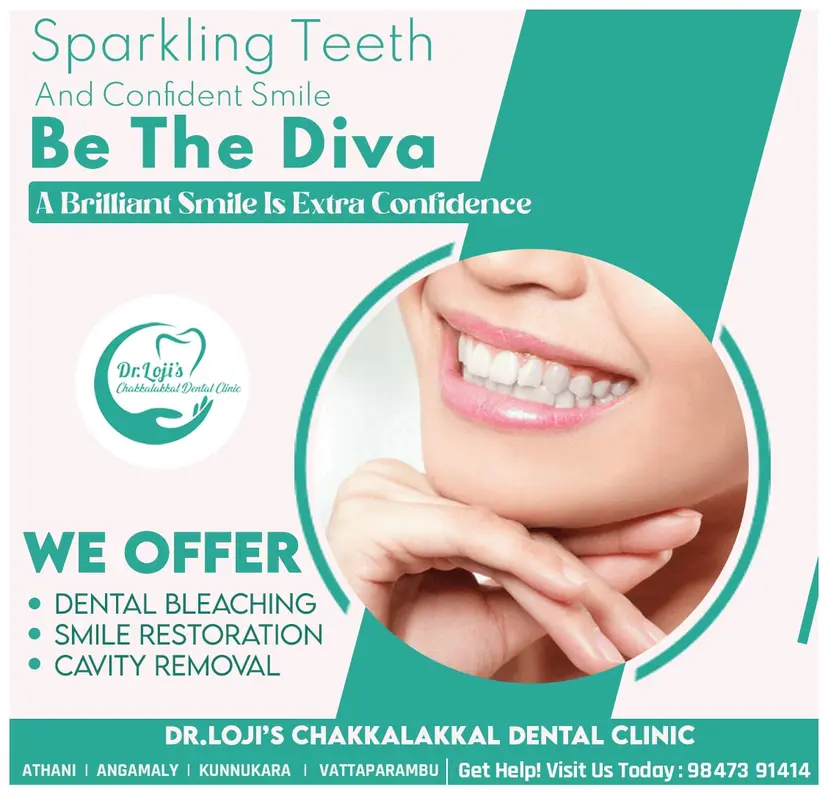 Sparkling Teeth
And Confident Smile
Be The Diva
A Brilliant Smile Is Extra Confidence
Dr.Loji's
Chakkalakkal Dental Clinic
WE OFFER
• DENTAL BLEACHING
• SMILE RESTORATION
• CAVITY REMOVAL
DR.LOJI'S CHAKKALAKKAL DENTAL CLINIC
ATHANI | ANGAMALY | KUNNUKARA | VATTAPARAMBU | Get Help! Visit Us Today : 98473 91414